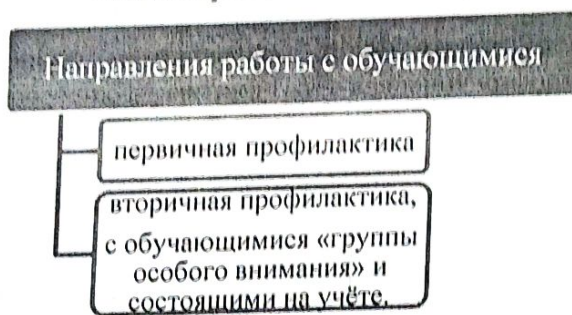 Направления работы с обучающимися
первичная профилактика
вторичная профилактика,
с обучающимися «группы
особого внимания» и
состоящими на учёте.